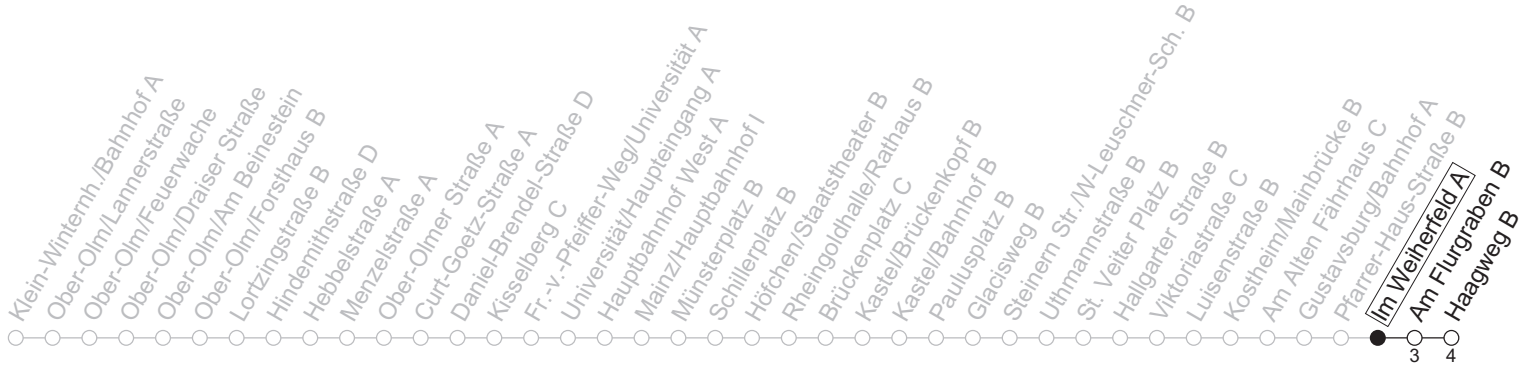 Klein-Winternh./Bahnhof A
Ober-Olm/Lannerstraße
Ober-Olm/Feuerwache
Ober-Olm/Draiser Straße
Ober-Olm/Am Beinestein
Ober-Olm/Forsthaus B
Lortzingstraße B
Hindemithstraße D
Hebbelstraße A
Menzelstraße A
Ober-Olmer Straße A
Curt-Goetz-Straße A
Daniel-Brendel-Straße D
Kisselberg C
Fr.-v.-Pfeiffer-Weg/Universität A
Universität/Haupteingang A
Hauptbahnhof West A
Mainz/Hauptbahnhof I
Münsterplatz B
Schillerplatz B
Höfchen/Staatstheater B
Rheingoldhalle/Rathaus B
Brückenplatz C
Kastel/Brückenkopf B
Kastel/Bahnhof B
Paulusplatz B
Glacisweg B
Steinern Str./W-Leuschner-Sch. B
Uthmannstraße B
St. Veiter Platz B
Hallgarter Straße B
Viktoriastraße C
Luisenstraße B
Kostheim/Mainbrücke B
Am Alten Fährhaus C
Gustavsburg/Bahnhof A
Pfarrer-Haus-Straße B
Im Weiherfeld A
Am Flurgraben B
Haagweg B
3 4